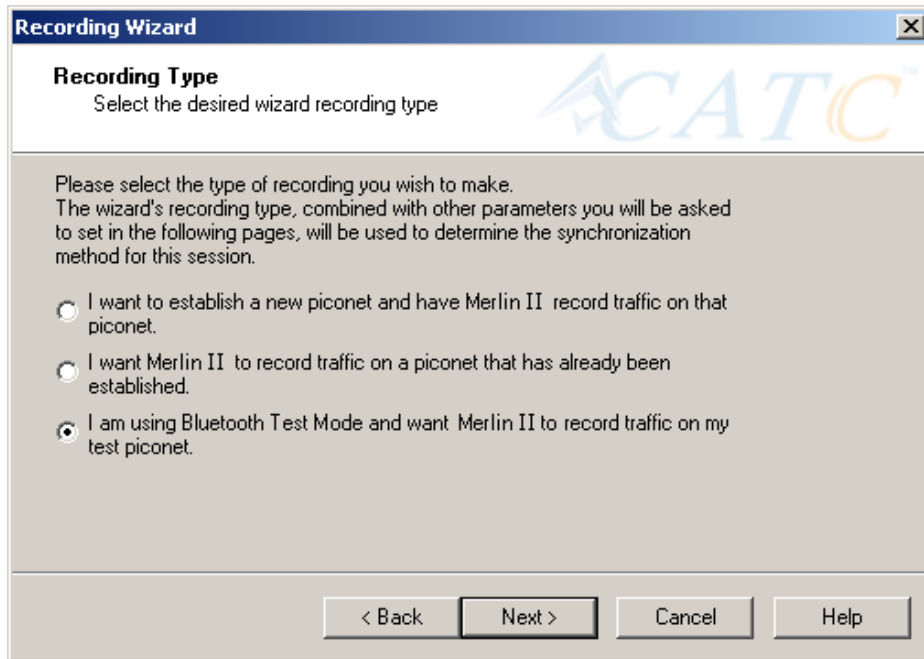 Recording Wizard
Recording Type
Select the desired wizard recording type
CATC™
Please select the type of recording you wish to make.
The wizard's recording type, combined with other parameters you will be asked
to set in the following pages, will be used to determine the synchronization
method for this session.
I want to establish a new piconet and have Merlin II record traffic on that
piconet.
I want Merlin II to record traffic on a piconet that has already been
established.
I am using Bluetooth Test Mode and want Merlin II to record traffic on my
test piconet.
< Back
Next >
Cancel
Help